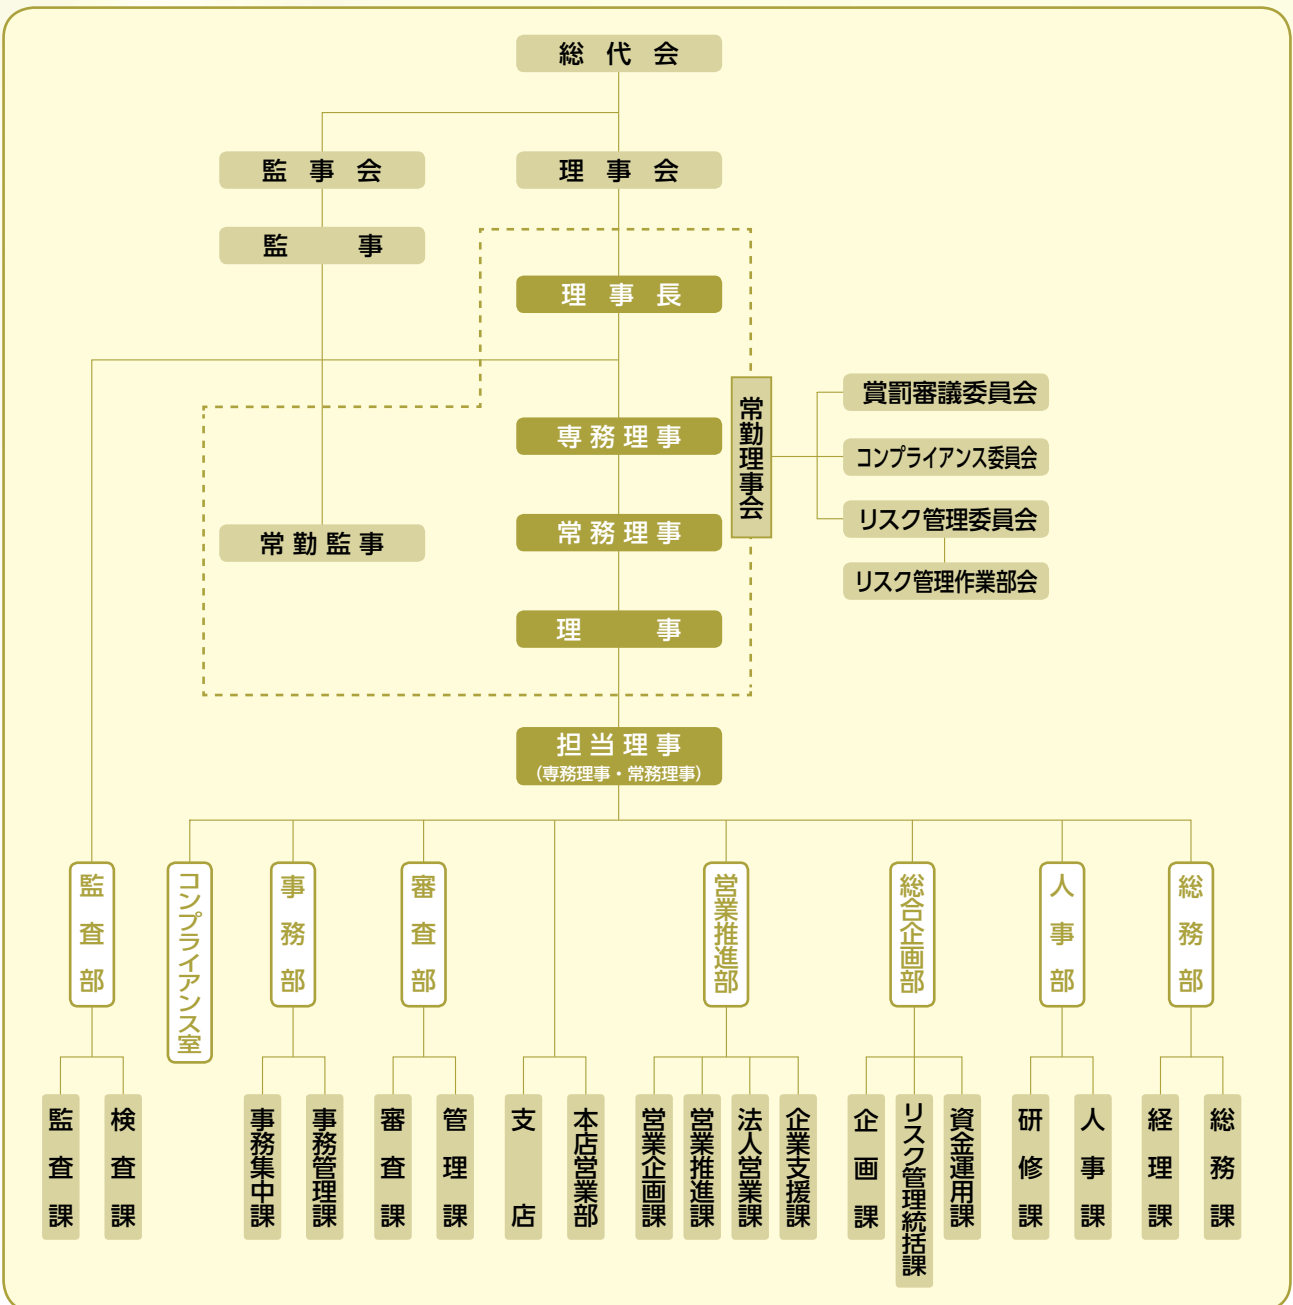 総代会
監事会
理事会
監事
理事長
専務理事
常務理事
理事
常勤監事
常勤理事会
賞罰審議委員会
コンプライアンス委員会
リスク管理委員会
リスク管理作業部会
担当理事
(専務理事・常務理事)
監査部
コンプライアンス室
事務部
審査部
営業推進部
総合企画部
人事部
総務部
監査課
検査課
事務集中課
事務管理課
審査課
管理課
支店
本店営業部
営業企画課
営業推進課
法人営業課
企業支援課
企画課
リスク管理統括課
資金運用課
研修課
人事課
経理課
総務課